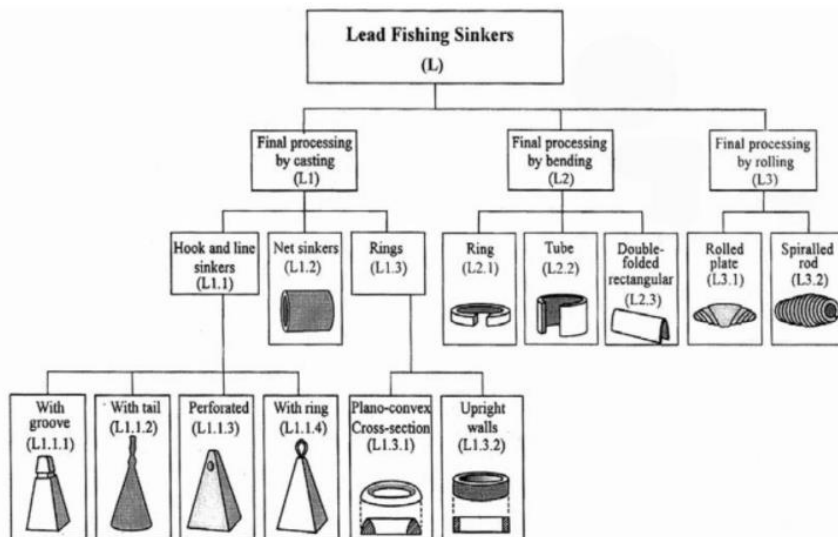 Lead Fishing Sinkers
(L)
Final processing
by casting
(L1)
Final processing
by bending
(L2)
Final processing
by rolling
(L3)
Hook and line
sinkers
(L1.1)
Net sinkers
(L1.2)
Rings
(L1.3)
Ring
(L2.1)
Tube
(L2.2)
Double-
folded
rectangular
(L2.3)
Rolled
plate
(L3.1)
Spiralled
rod
(L3.2)
With
groove
(L1.1.1)
With tail
(L1.1.2)
Perforated
(L1.1.3)
With ring
(L1.1.4)
Plano-convex
Cross-section
(L1.3.1)
Upright
walls
(L1.3.2)